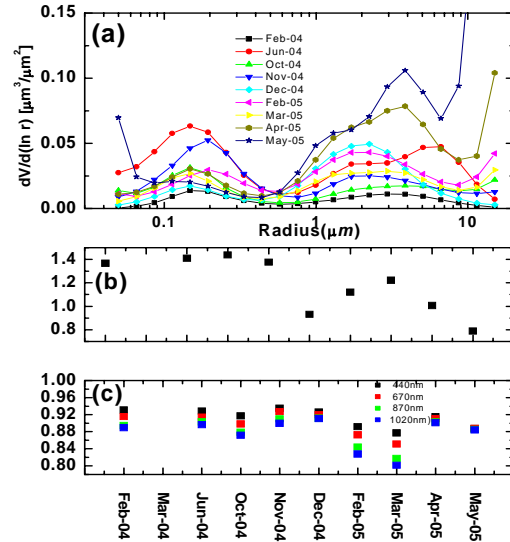 (a)
Feb-04
Jun-04
Oct-04
Nov-04
Dec-04
Feb-05
Mar-05
Apr-05
May-05
dV/d(ln r) [μm³/μm²]
0.15
0.10
0.05
0.00
0.1
1
10
Radius(μm)
(b)
1.4
1.2
1.0
0.8
(c)
1.00
0.96
0.92
0.88
0.84
0.80
440nm
670nm
870nm
1020nm)
Feb-04
Mar-04
Jun-04
Oct-04
Nov-04
Dec-04
Feb-05
Mar-05
Apr-05
May-05